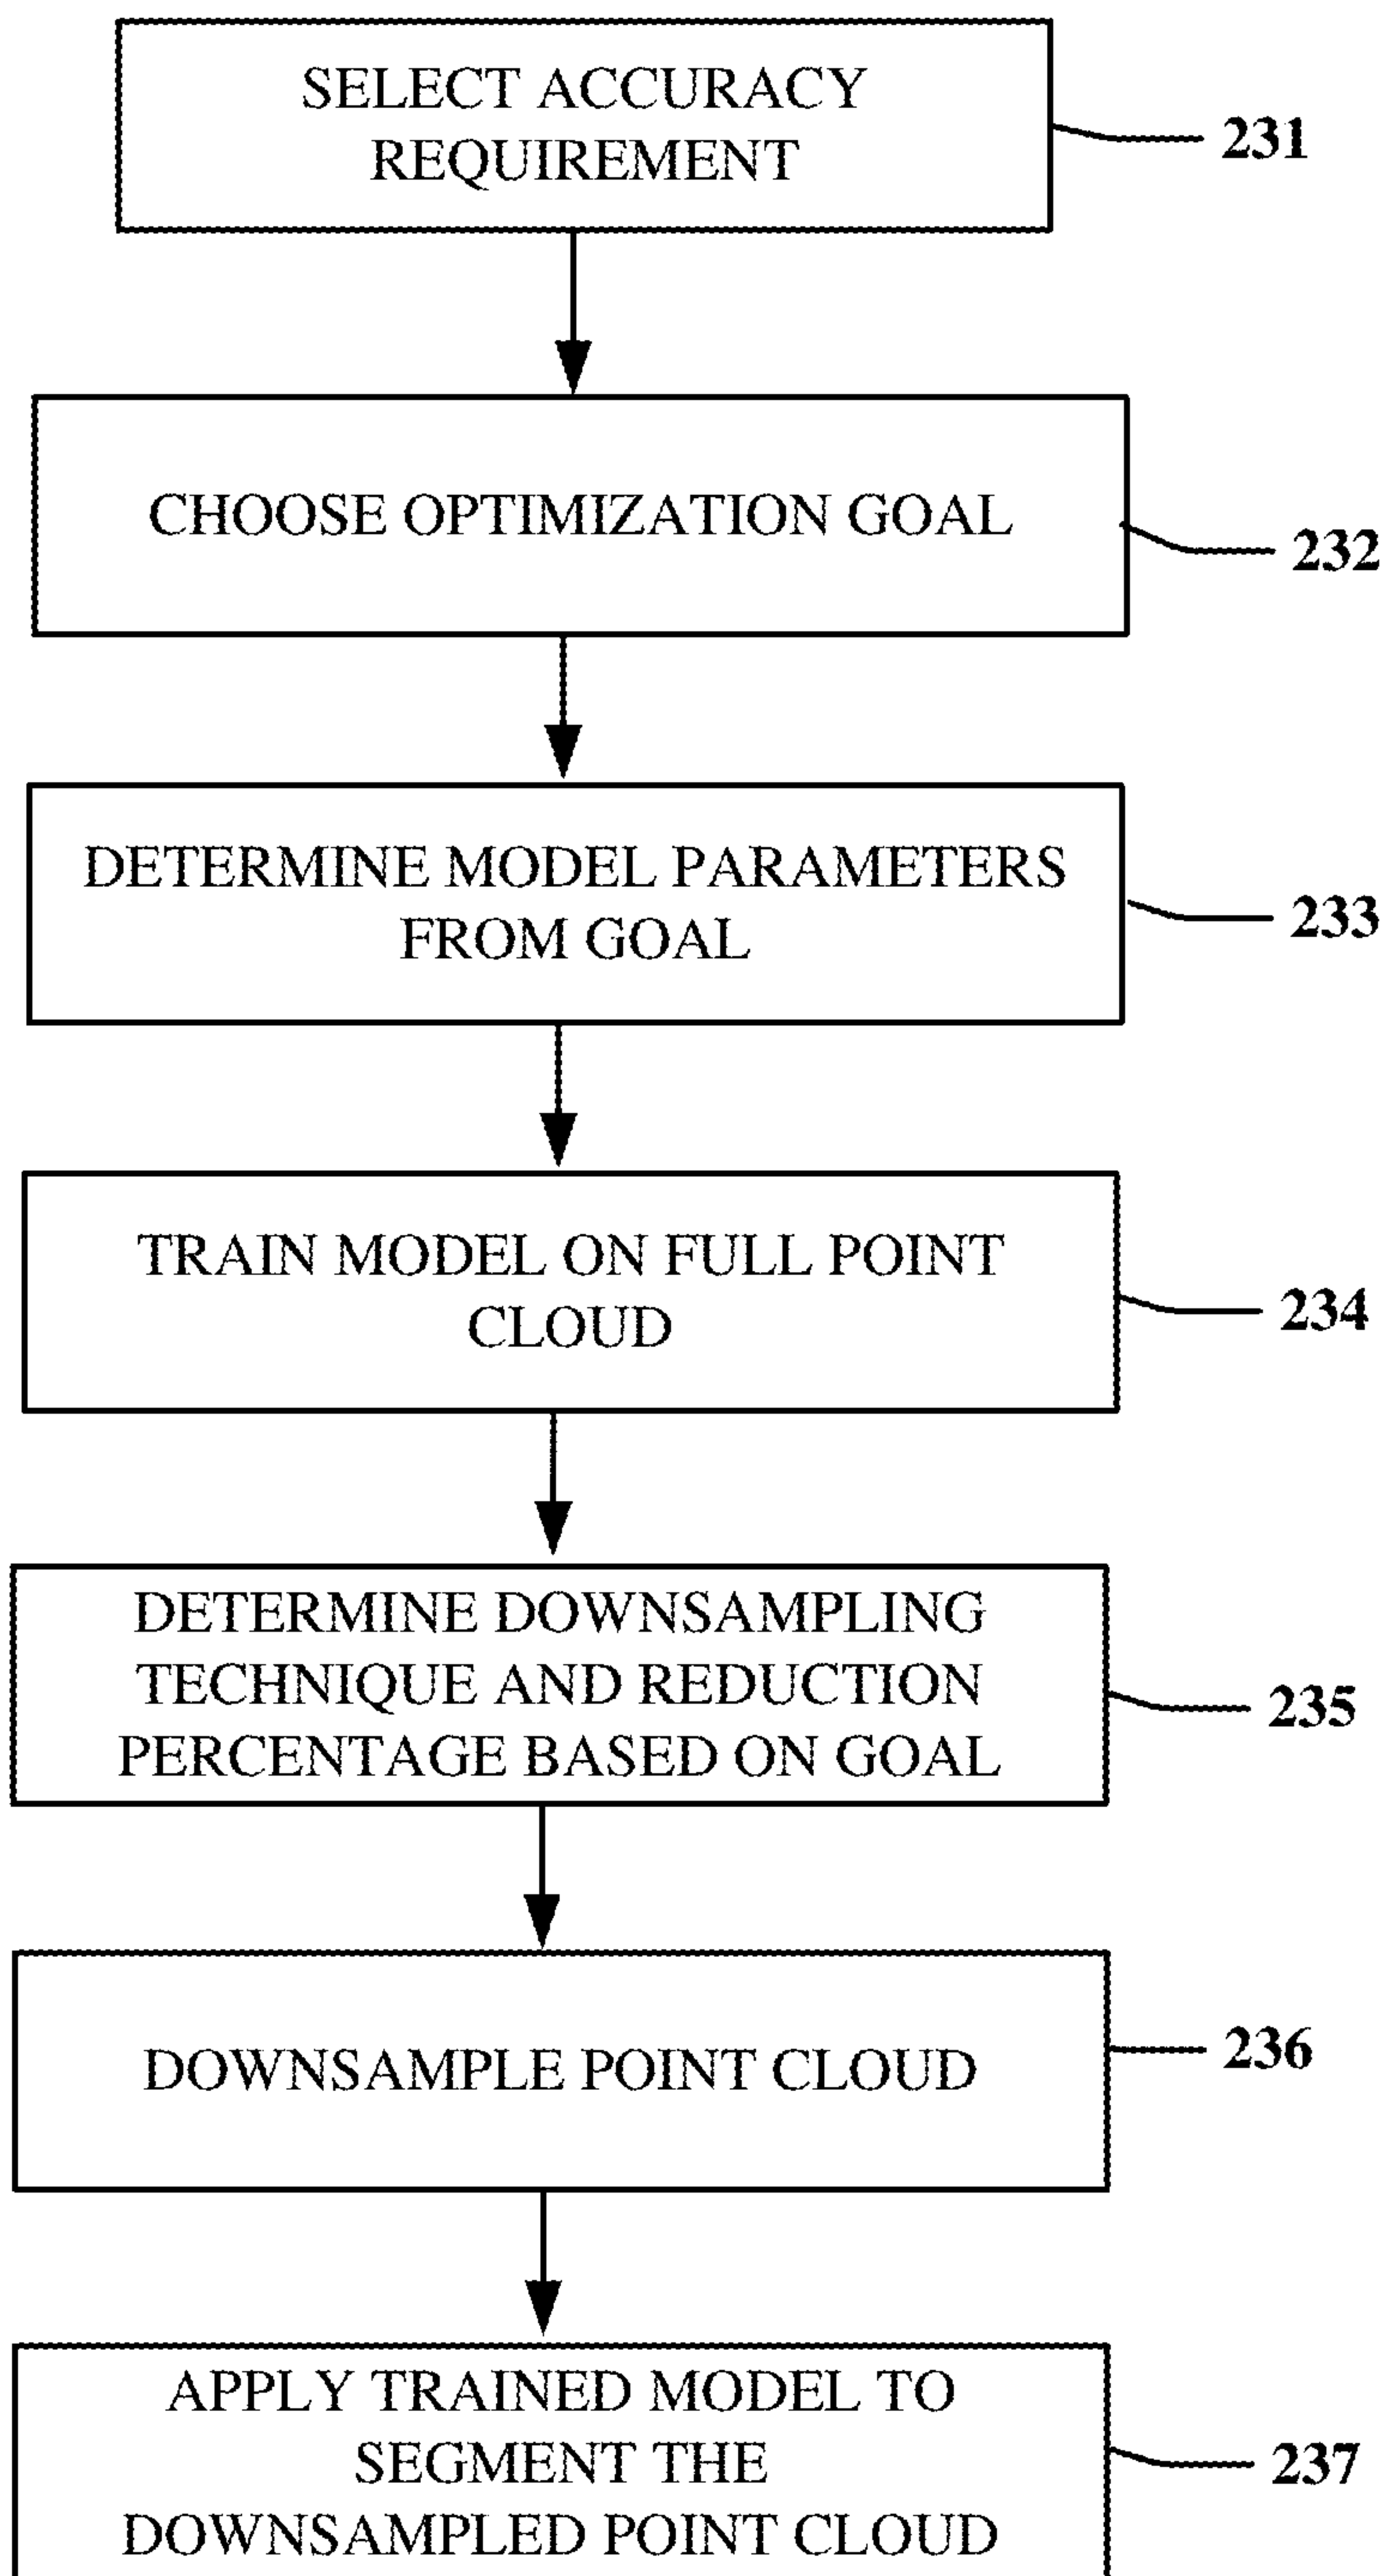 SELECT ACCURACY
REQUIREMENT
231
CHOOSE OPTIMIZATION GOAL
232
DETERMINE MODEL PARAMETERS
FROM GOAL
233
TRAIN MODEL ON FULL POINT
CLOUD
234
DETERMINE DOWNSAMPLING
TECHNIQUE AND REDUCTION
PERCENTAGE BASED ON GOAL
235
DOWNSAMPLE POINT CLOUD
236
APPLY TRAINED MODEL TO
SEGMENT THE
DOWNSAMPLED POINT CLOUD
237